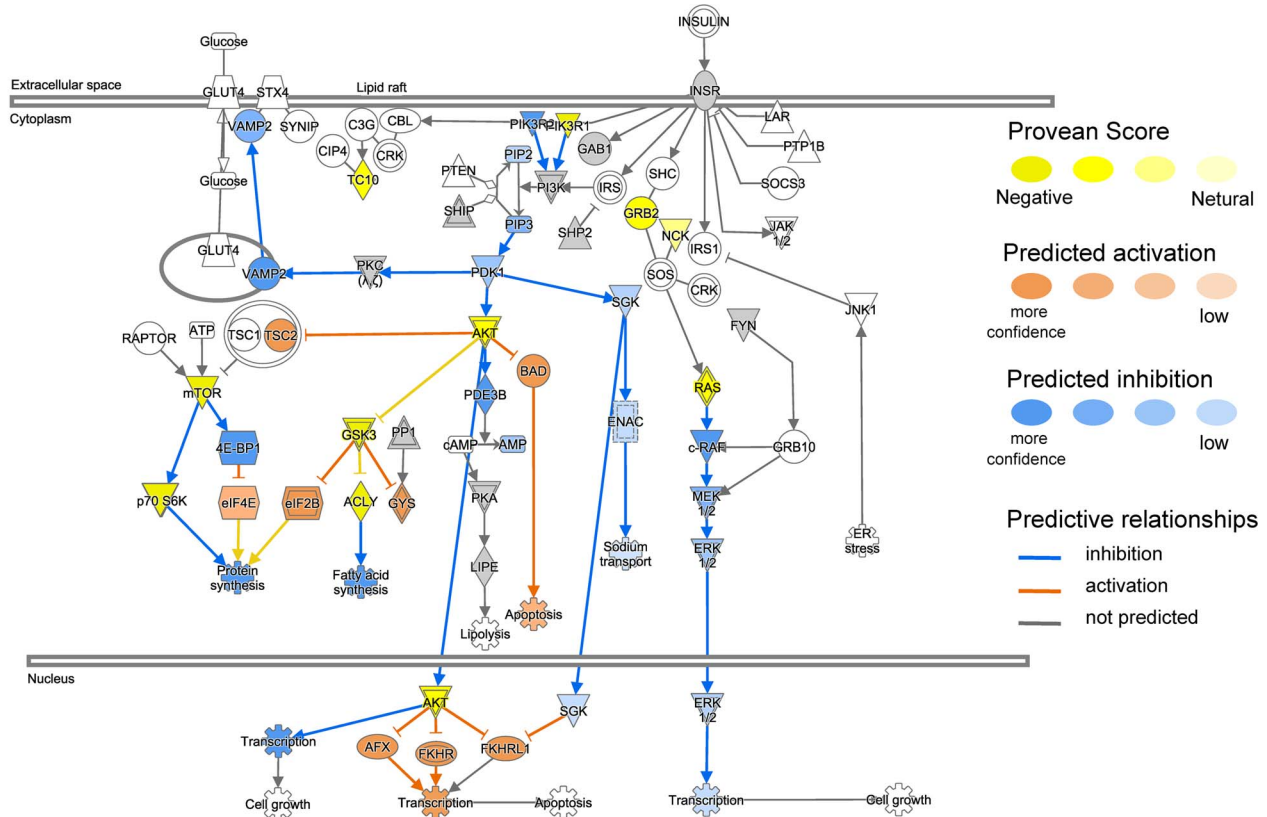 INSULIN
Glucose
Extracellular space
GLUT4
STX4
Lipid raft
INSR
Cytoplasm
VAMP2
SYNIP
C3G
CBL
PIK3R1
LAR
CIP4
CRK
GAB1
PTP1B
TC10
PTEN
PIP2
PI3K
IRS
SHC
SOCS3
Glucose
SHIP
PIP3
SHP2
GRB2
NCK
JAK
1/2
GLUT4
IRS1
VAMP2
PKC
(λ/ζ)
PDK1
SOS
CRK
SGK
JNK1
RAPTOR
ATP
TSC1
TSC2
AKT
FYN
BAD
mTOR
PDE3B
RAS
GSK3
PP1
ENAC
4E-BP1
cAMP
AMP
c-RAF
GRB10
p70 S6K
eIF4E
eIF2B
ACLY
GYS
PKA
MEK
1/2
ER
stress
Protein
synthesis
Fatty acid
synthesis
LIPE
Sodium
transport
ERK
1/2
Lipolysis
Apoptosis
Nucleus
AKT
SGK
ERK
1/2
Transcription
AFX
FKHR
FKHRL1
Cell growth
Transcription
Apoptosis
Transcription
Cell growth
Provean Score
Negative
Netural
Predicted activation
more
confidence
low
Predicted inhibition
more
confidence
low
Predictive relationships
inhibition
activation
not predicted